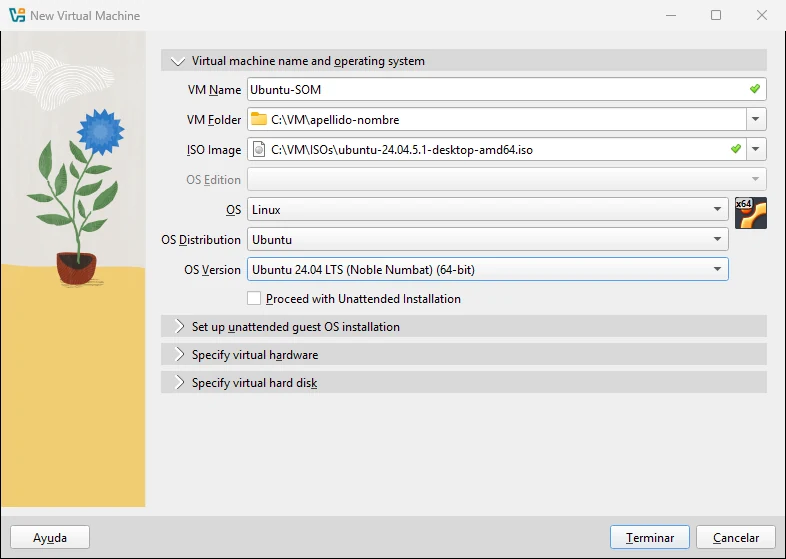 New Virtual Machine
Virtual machine name and operating system
VM Name Ubuntu-SOM
VM Folder C:\VM\apellido-nombre
ISO Image C:\VM\ISOs\ubuntu-24.04.5.1-desktop-amd64.iso
OS Edition
OS Linux
x64
OS Distribution Ubuntu
OS Version Ubuntu 24.04 LTS (Noble Numbat) (64-bit)
Proceed with Unattended Installation
Set up unattended guest OS installation
Specify virtual hardware
Specify virtual hard disk
Ayuda Terminar Cancelar